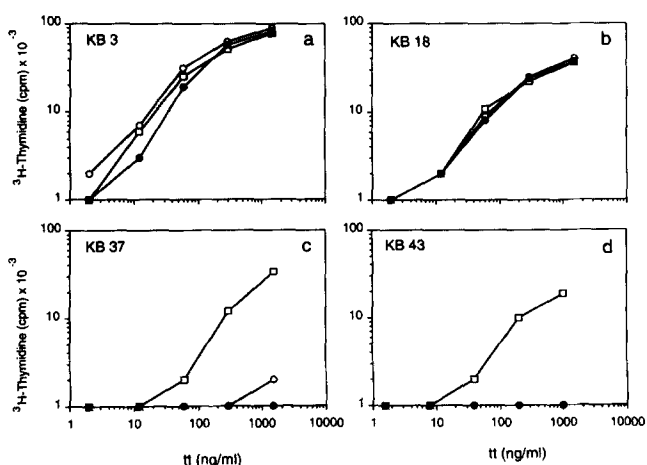 KB 3
a
100
10
1
KB 18
b
100
10
1
³H-Thymidine (cpm) x 10⁻³
KB 37
c
100
10
1
1 10 100 1000 10000
tt (ng/ml)
KB 43
d
100
10
1
1 10 100 1000 10000
tt (ng/ml)
³H-Thymidine (cpm) x 10⁻³